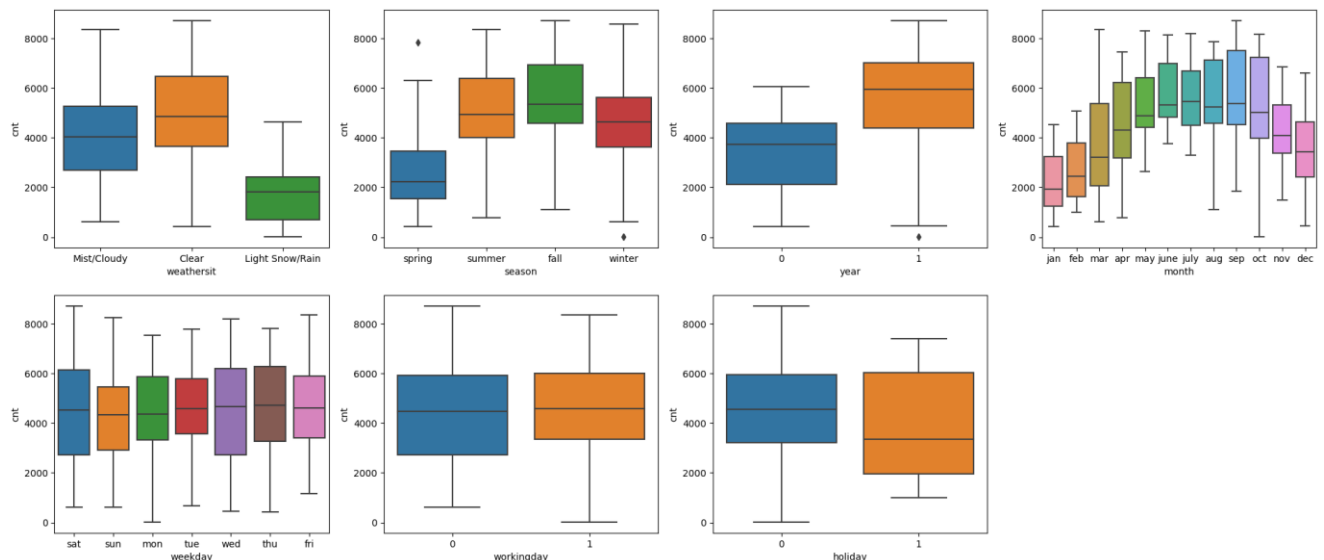 cnt
8000
6000
4000
2000
0
Mist/Cloudy Clear Light Snow/Rain
weathersit
cnt
8000
6000
4000
2000
0
spring summer fall winter
season
cnt
8000
6000
4000
2000
0
0 1
year
cnt
8000
6000
4000
2000
0
jan feb mar apr may june july aug sep oct nov dec
month
cnt
8000
6000
4000
2000
0
sat sun mon tue wed thu fri
weekday
cnt
8000
6000
4000
2000
0
0 1
workingday
cnt
8000
6000
4000
2000
0
0 1
holiday